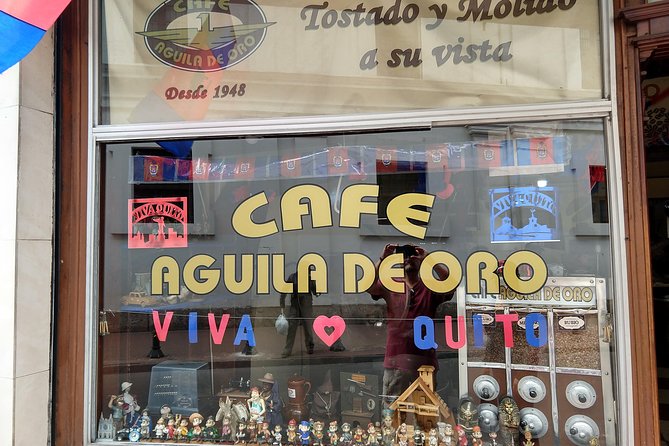 CAFE
1
AGUILA DE ORO
Desde 1948
Tostado y Molido
a su vista
VIVA QUITO
VIVA QUITO
CAFE
AGUILA DE ORO
AGUILA DE ORO
VIVA QUITO